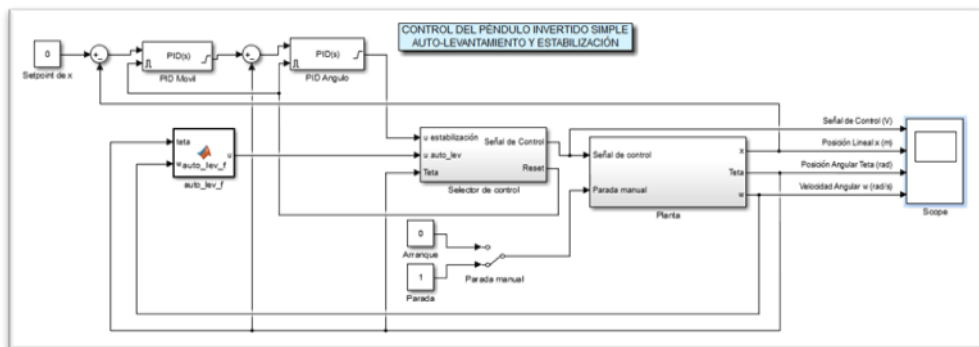 CONTROL DEL PÉNDULO INVERTIDO SIMPLE
AUTO-LEVANTAMIENTO Y ESTABILIZACIÓN
0
Setpoint de x
PID(s)
PID Movil
PID(s)
PID Angulo
teta
w
auto_lev_f
u
auto_lev_f
u estabilización
u auto_lev
Teta
Señal de Control
Reset
Selector de control
Señal de control
Parada manual
x
Teta
w
Planta
Señal de Control (V)
Posición Lineal x (m)
Posición Angular Teta (rad)
Velocidad Angular w (rad/s)
Scope
0
Arranque
1
Parada
Parada manual